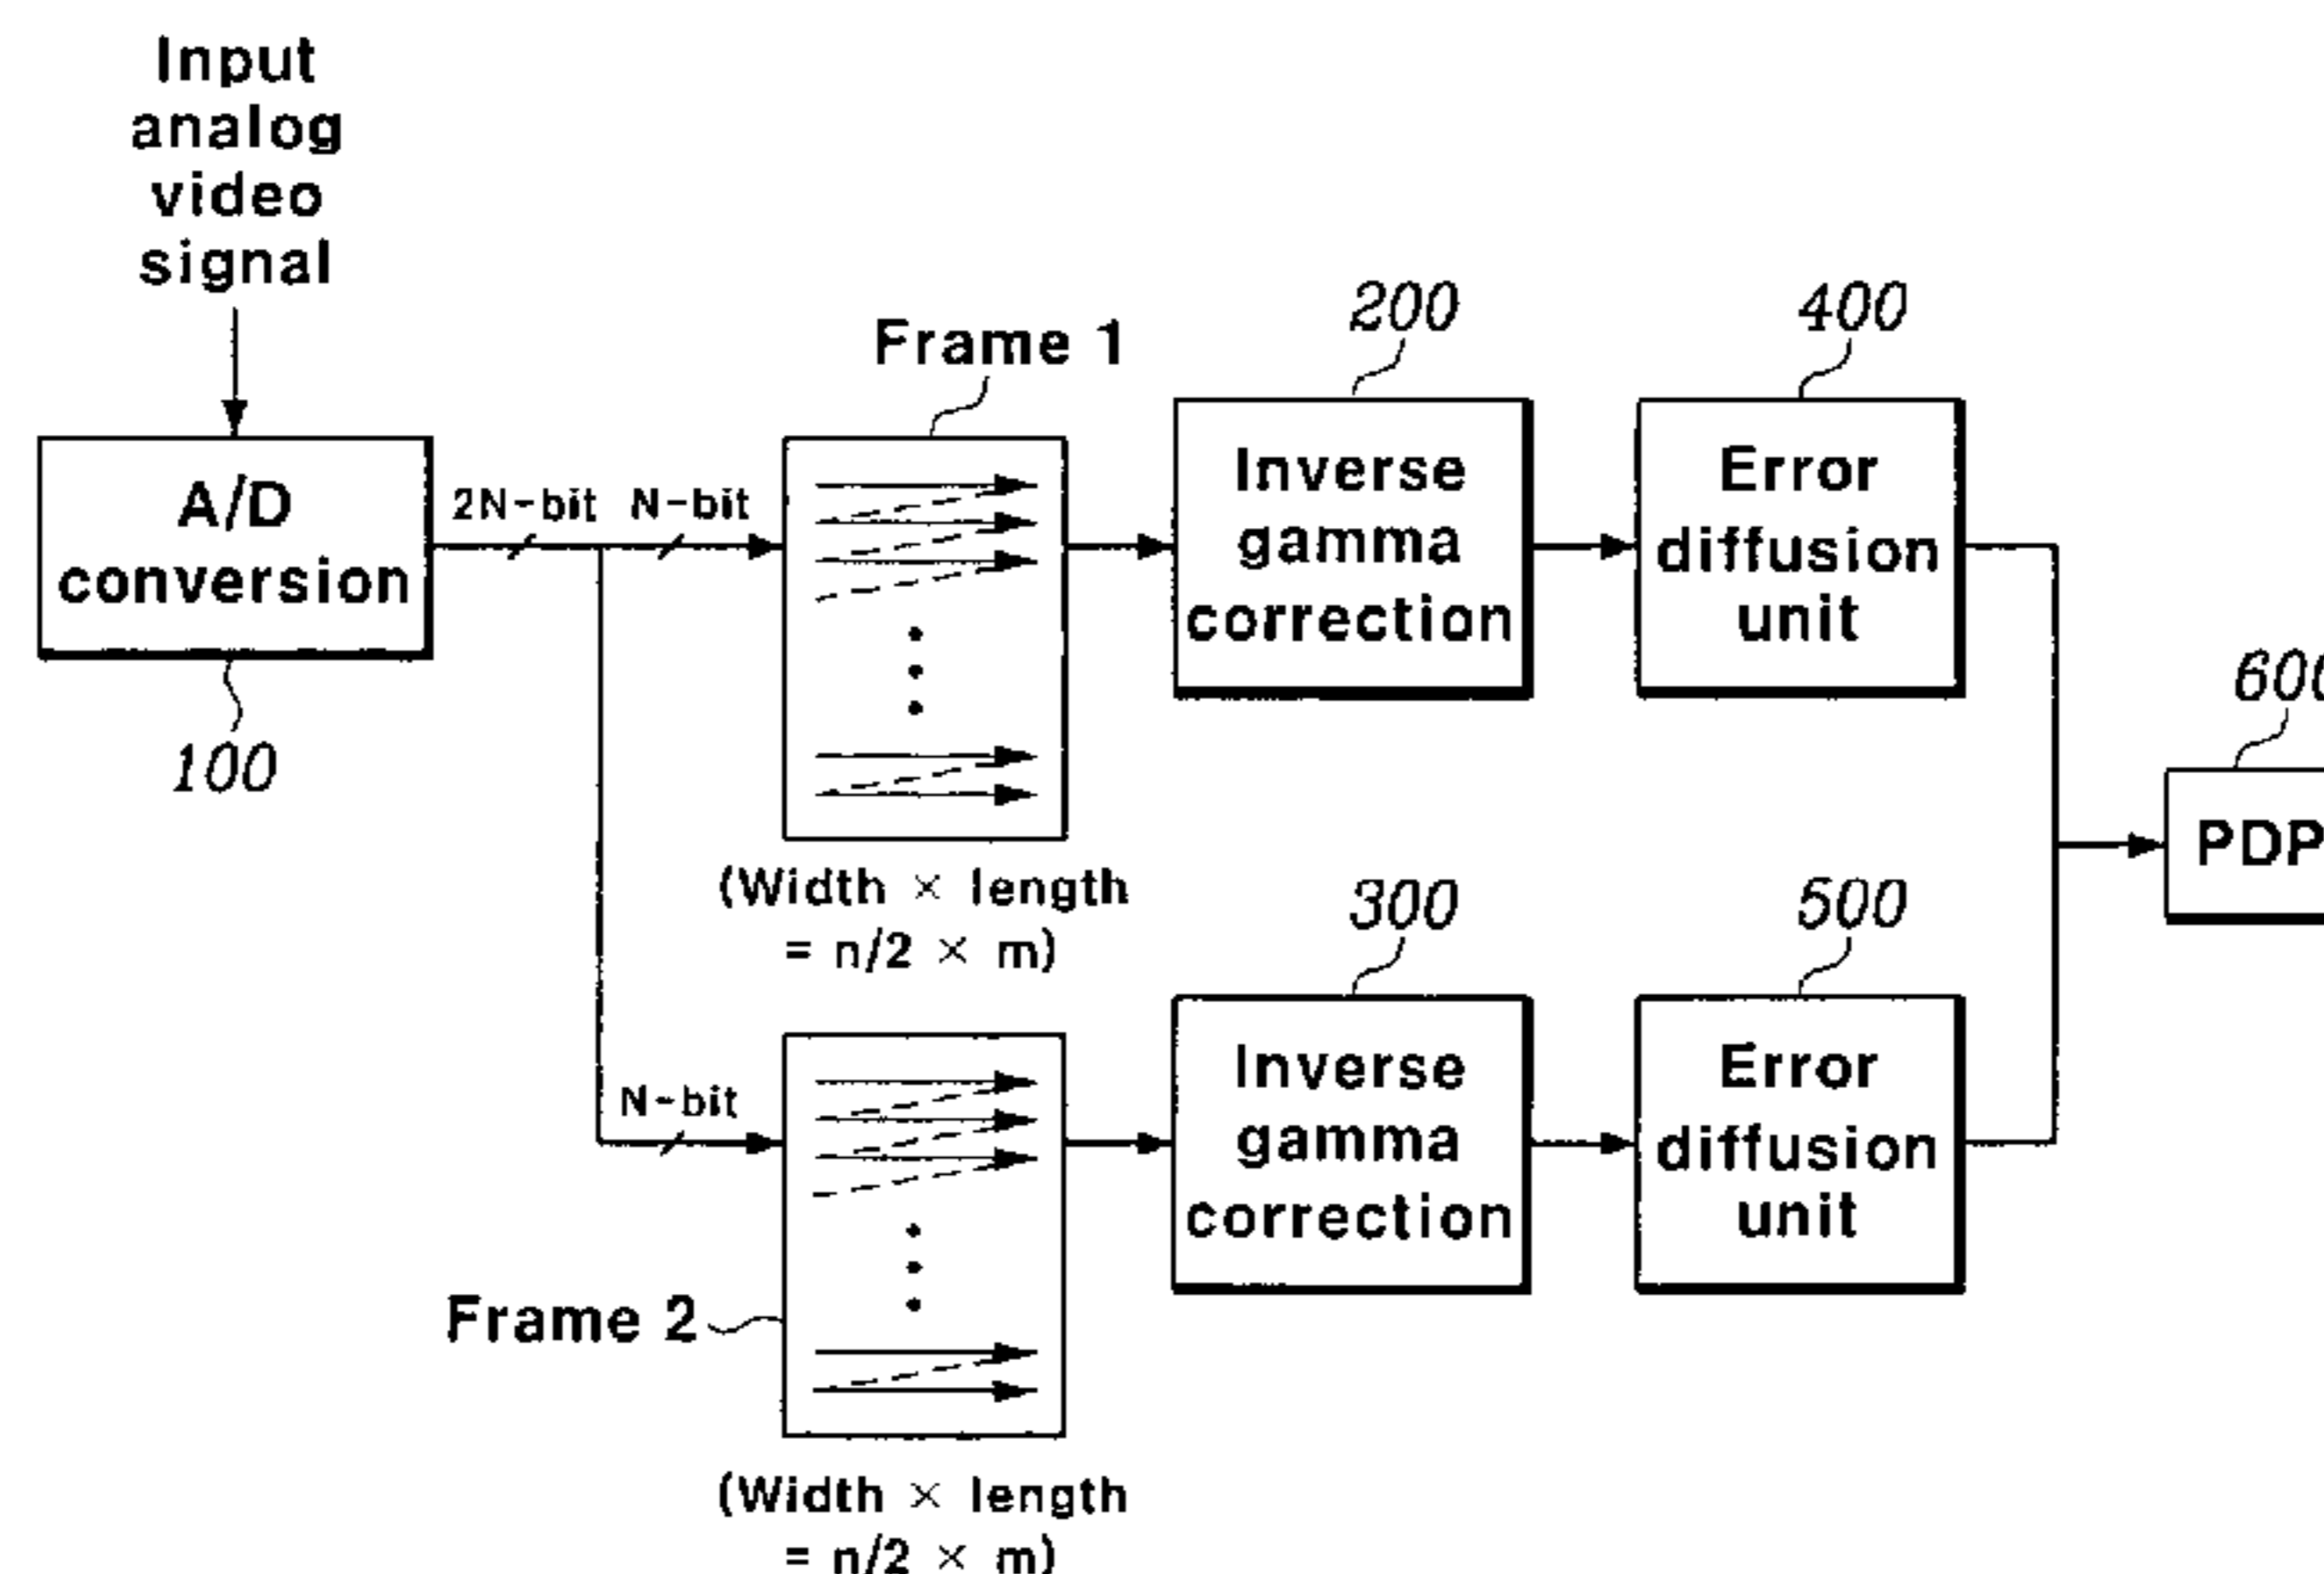 Input
analog
video
signal
A/D
conversion
100
2N-bit
N-bit
Frame 1
(Width × length
= n/2 × m)
200
Inverse
gamma
correction
400
Error
diffusion
unit
600
PDP
N-bit
Frame 2
(Width × length
= n/2 × m)
300
Inverse
gamma
correction
500
Error
diffusion
unit